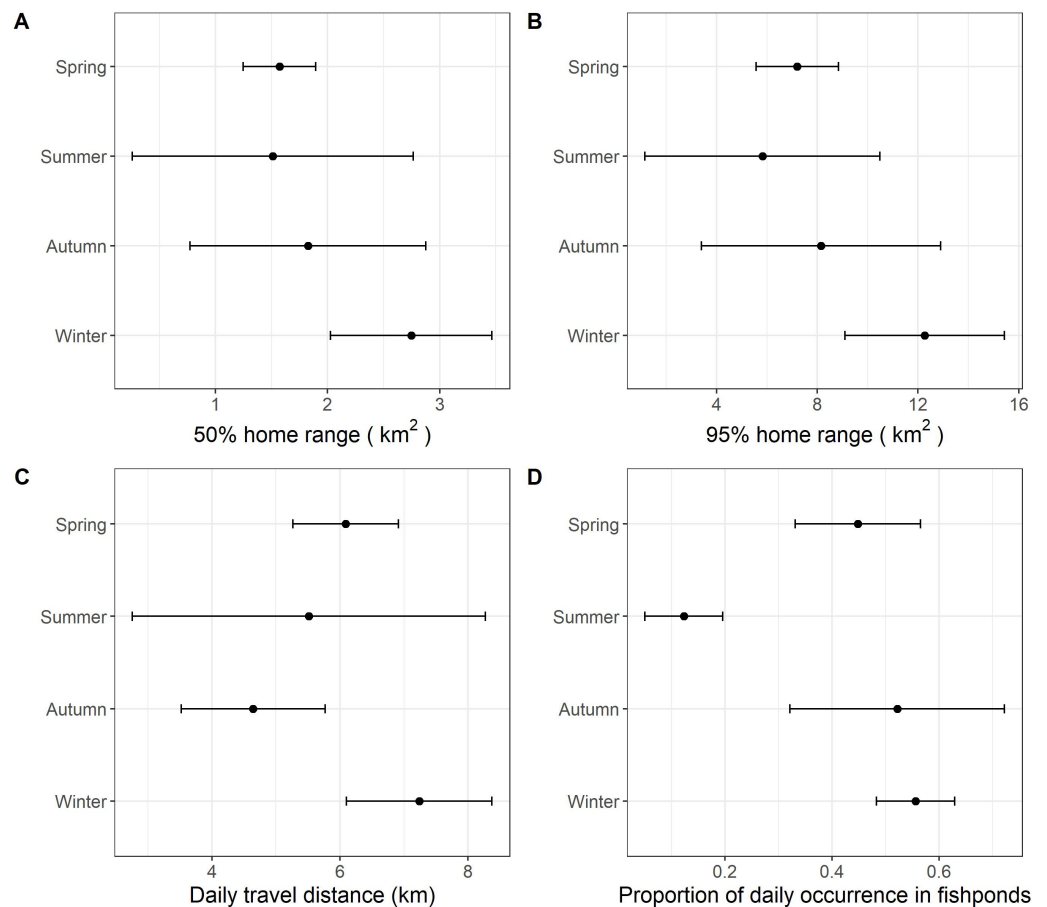 A
Spring
Summer
Autumn
Winter
1 2 3
50% home range ( km² )
B
Spring
Summer
Autumn
Winter
4 8 12 16
95% home range ( km² )
C
Spring
Summer
Autumn
Winter
4 6 8
Daily travel distance (km)
D
Spring
Summer
Autumn
Winter
0.2 0.4 0.6
Proportion of daily occurrence in fishponds